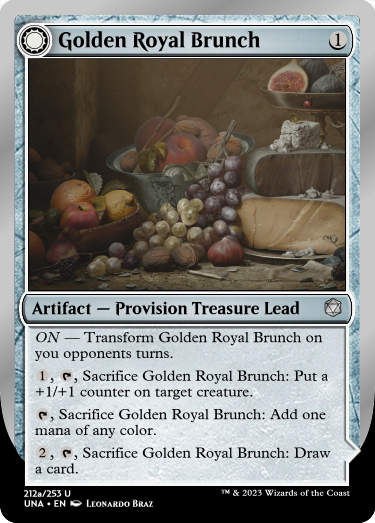 Golden Royal Brunch 1
Artifact — Provision Treasure Lead
ON — Transform Golden Royal Brunch on
you opponents turns.
1, , Sacrifice Golden Royal Brunch: Put a
+1/+1 counter on target creature.
, Sacrifice Golden Royal Brunch: Add one
mana of any color.
2, , Sacrifice Golden Royal Brunch: Draw
a card.
212a/253 U
UNA • EN Leonardo Braz
™ & 2023 Wizards of the Coast